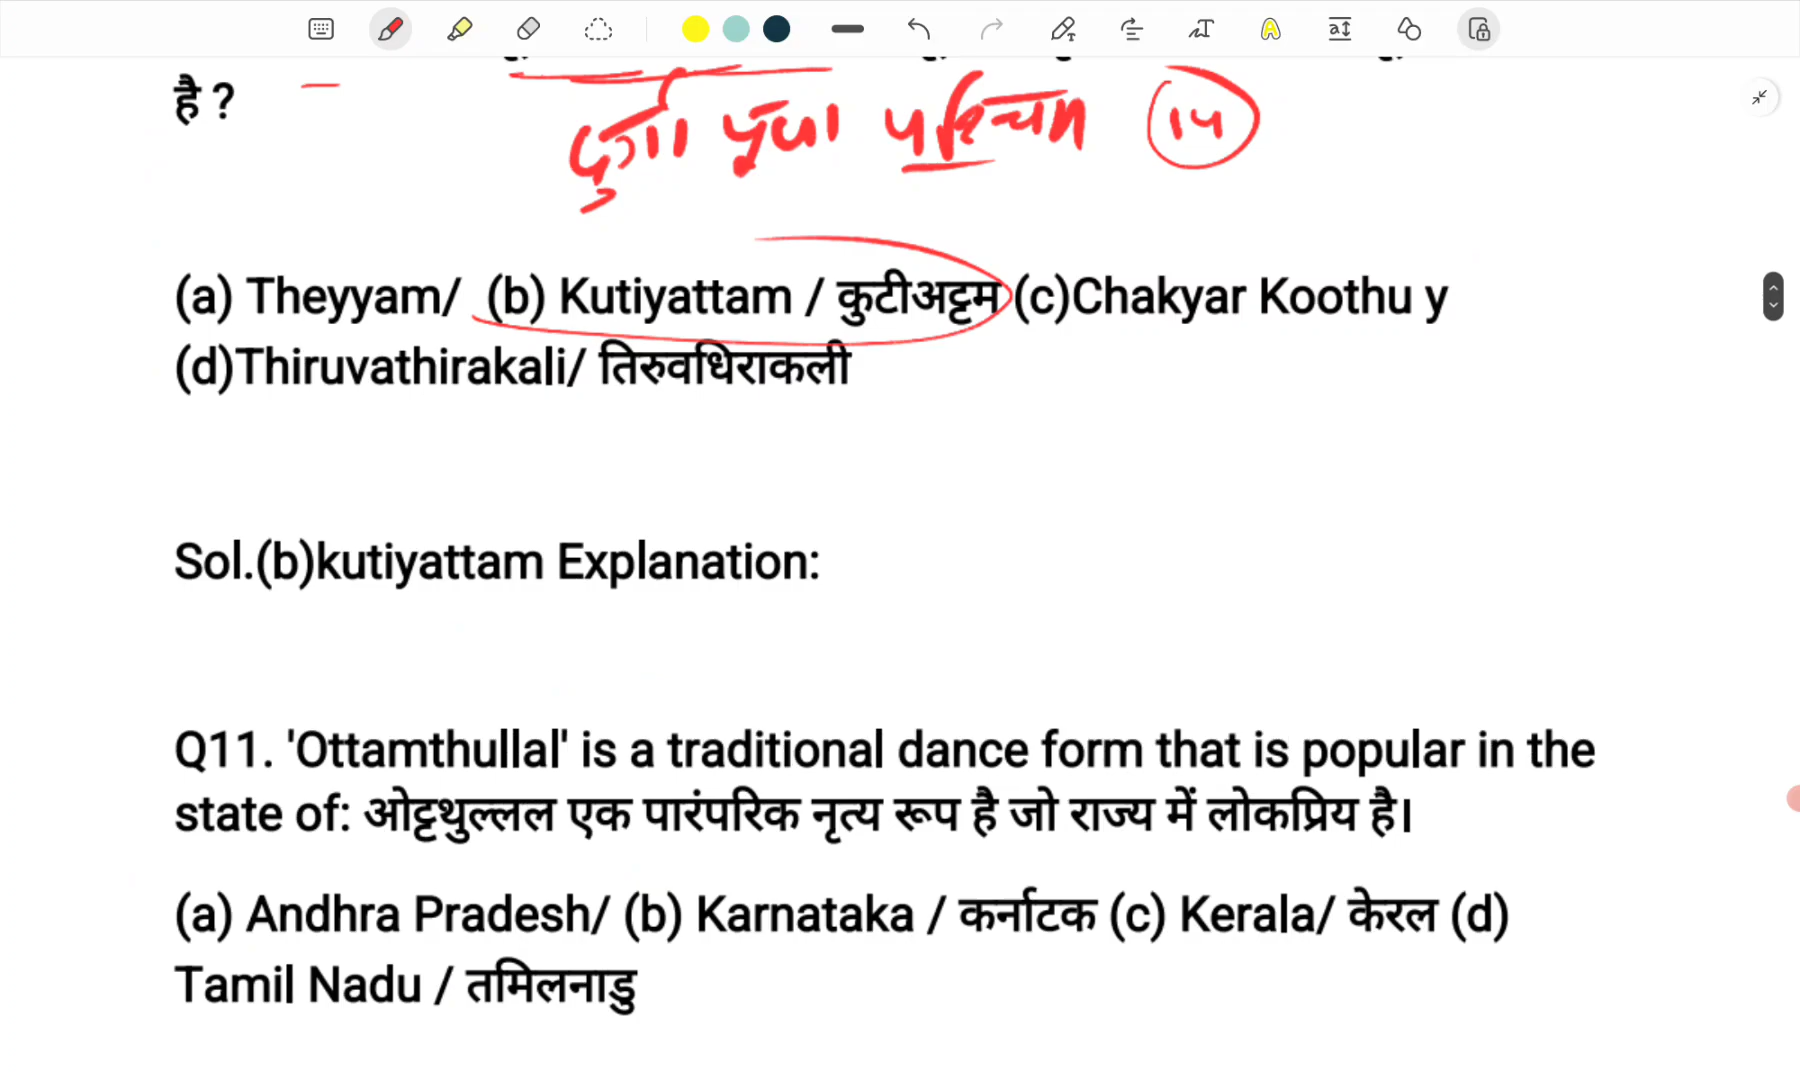 है ?
दुर्गा पूजा पश्चिम 14
(a) Theyyam/ (b) Kutiyattam / कुटीअट्टम (c)Chakyar Koothu y
(d)Thiruvathirakali/ तिरुवधिराकली
Sol.(b)kutiyattam Explanation:
Q11. 'Ottamthullal' is a traditional dance form that is popular in the
state of: ओट्टथुल्लल एक पारंपरिक नृत्य रूप है जो राज्य में लोकप्रिय है।
(a) Andhra Pradesh/ (b) Karnataka / कर्नाटक (c) Kerala/ केरल (d)
Tamil Nadu / तमिलनाडु